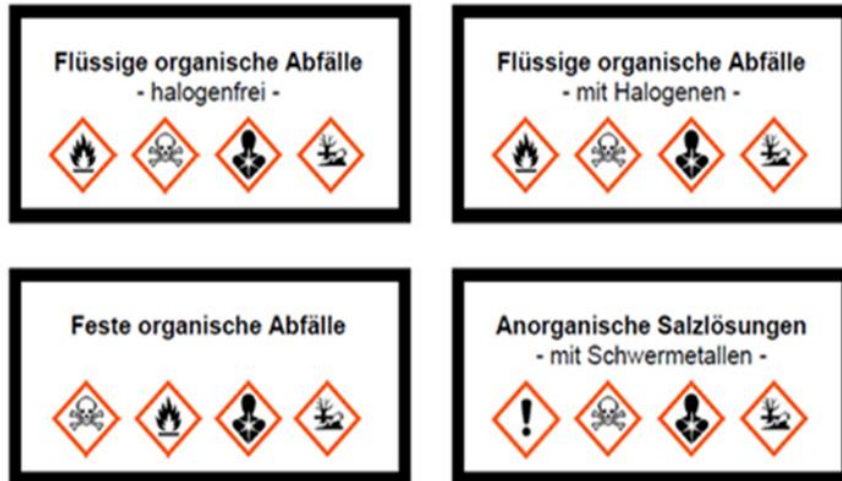 Flüssige organische Abfälle
- halogenfrei -
Flüssige organische Abfälle
- mit Halogenen -
Feste organische Abfälle
Anorganische Salzlösungen
- mit Schwermetallen -